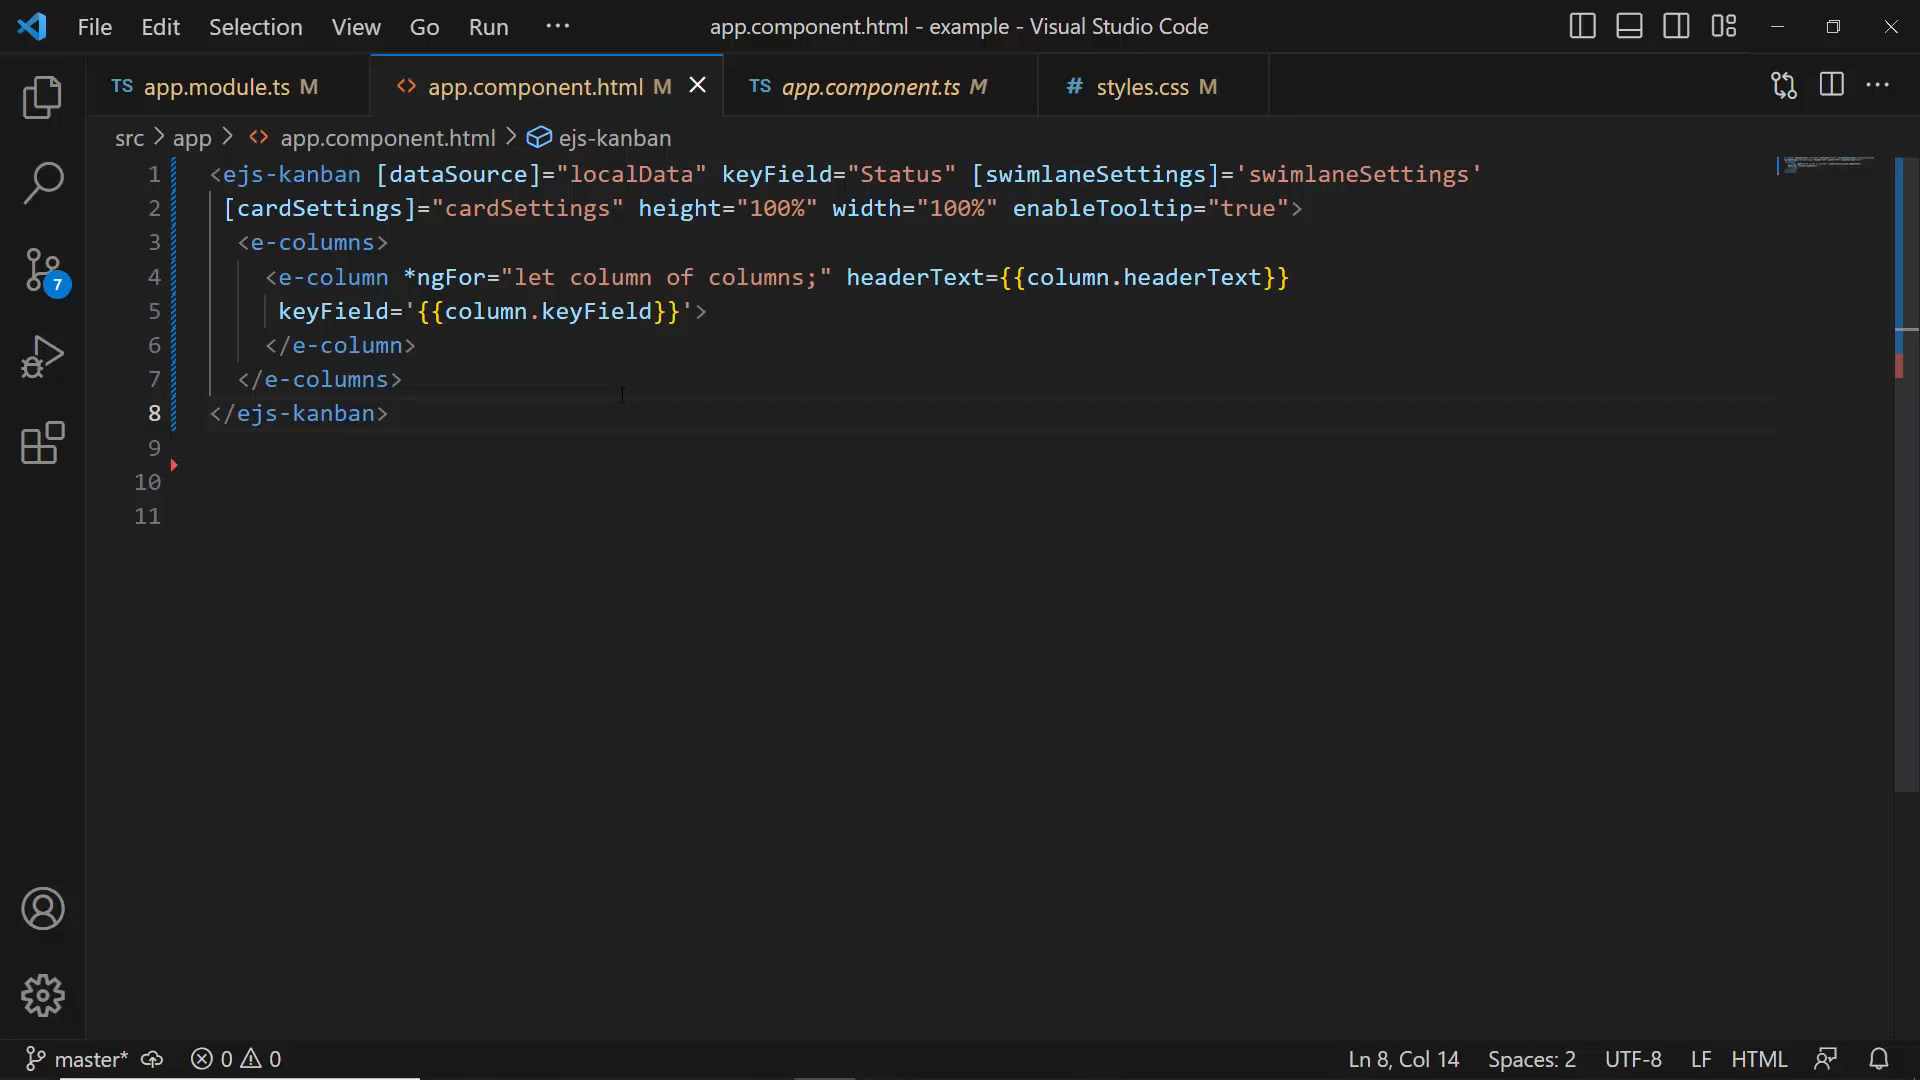 File Edit Selection View Go Run ··· app.component.html - example - Visual Studio Code
TS app.module.ts M <> app.component.html M TS app.component.ts M # styles.css M
src > app > <> app.component.html > ejs-kanban
1 <ejs-kanban [dataSource]="localData" keyField="Status" [swimlaneSettings]='swimlaneSettings'
2 [cardSettings]="cardSettings" height="100%" width="100%" enableTooltip="true">
3 <e-columns>
4 <e-column *ngFor="let column of columns;" headerText={{column.headerText}}
5 keyField='{{column.keyField}}'>
6 </e-column>
7 </e-columns>
8 </ejs-kanban>
9
10
11
7
master* 0 0 Ln 8, Col 14 Spaces: 2 UTF-8 LF HTML